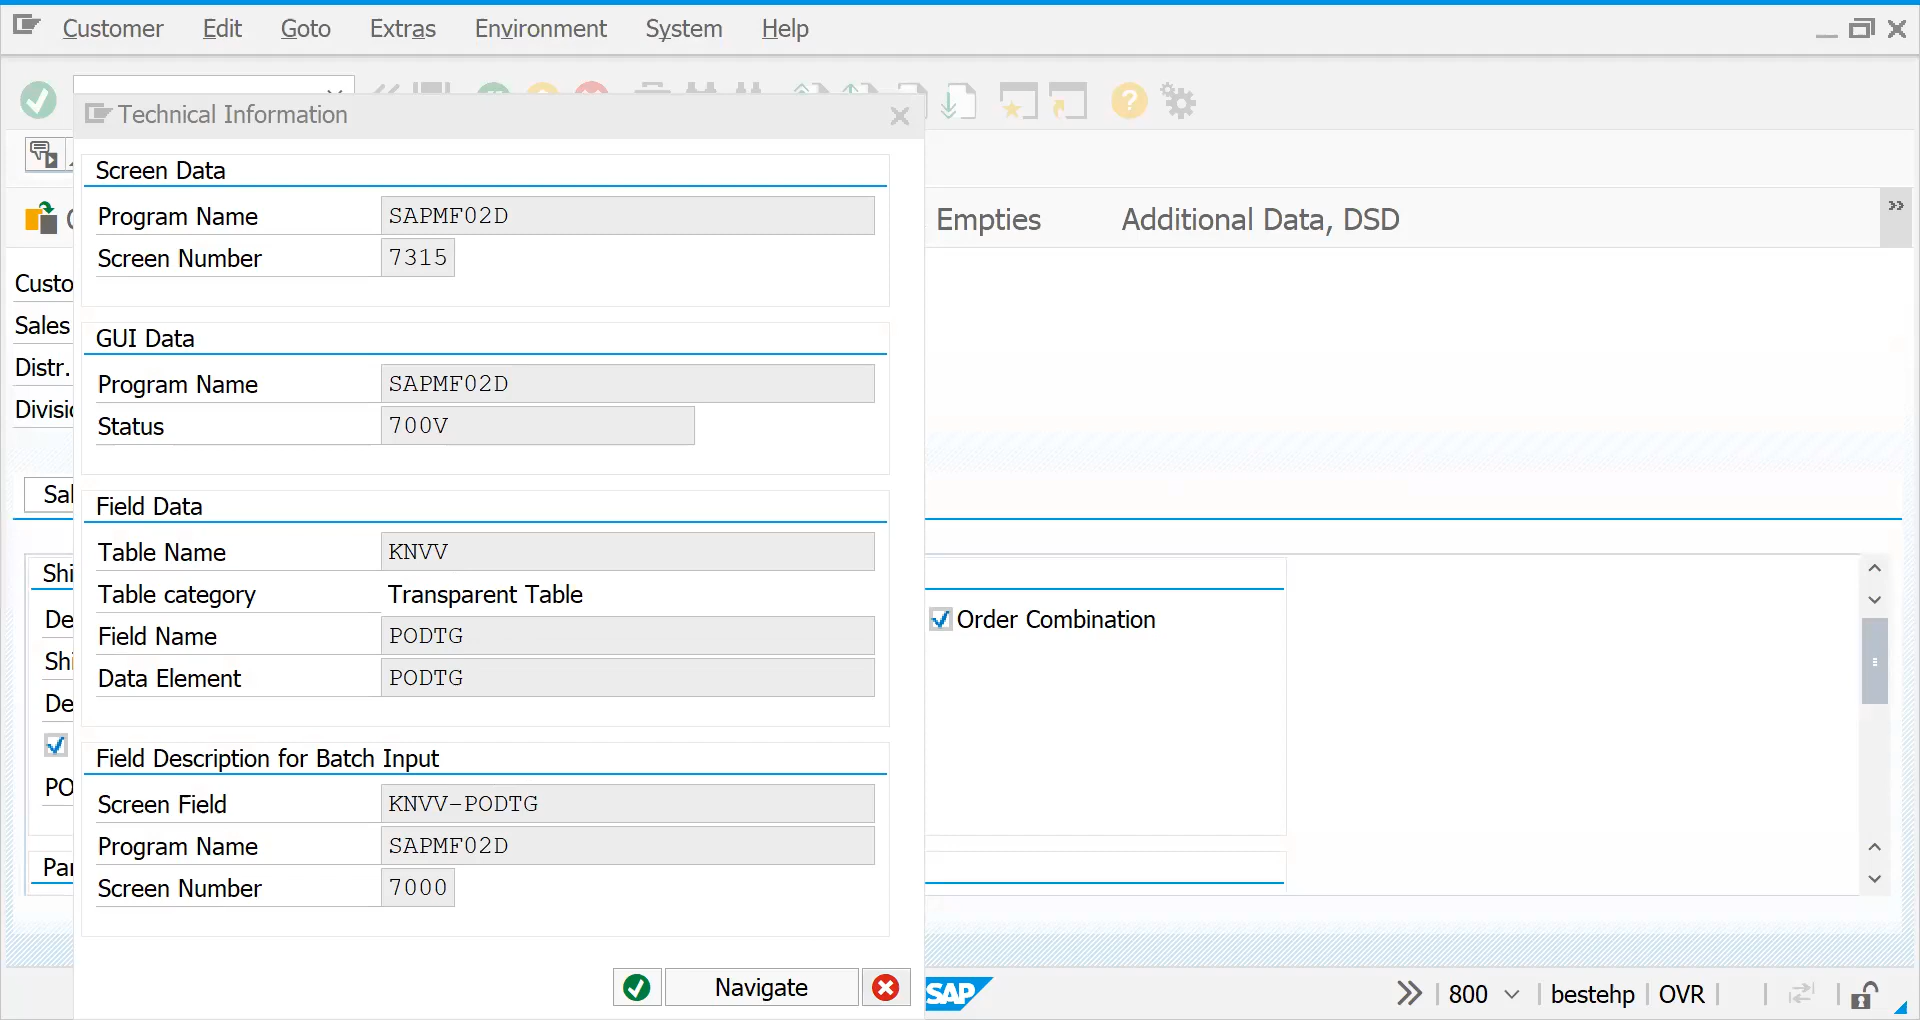 Customer Edit Goto Extras Environment System Help
Technical Information
Screen Data
Program Name SAPMF02D
Screen Number 7315
GUI Data
Program Name SAPMF02D
Status 700V
Field Data
Table Name KNVV
Table category Transparent Table
Field Name PODTG
Data Element PODTG
Field Description for Batch Input
Screen Field KNVV-PODTG
Program Name SAPMF02D
Screen Number 7000
Navigate
Empties Additional Data, DSD
Custo
Sales
Distr.
Divisio
Sal
Shi
De
Shi
De
PO
Par
Order Combination
SAP
800 bestehp OVR